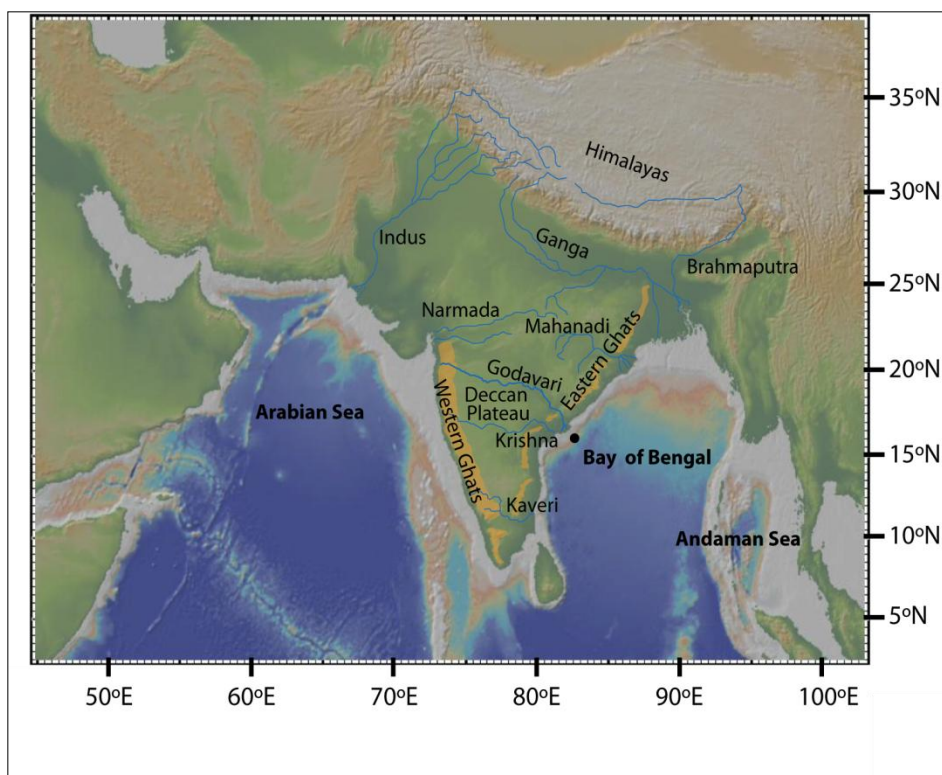 35ºN
Himalayas
30ºN
Indus
Ganga
Brahmaputra
25ºN
Narmada
Mahanadi
Eastern Ghats
20ºN
Godavari
Western Ghats
Deccan
Plateau
Arabian Sea
Krishna
Bay of Bengal
15ºN
Kaveri
Andaman Sea
10ºN
5ºN
50ºE
60ºE
70ºE
80ºE
90ºE
100ºE